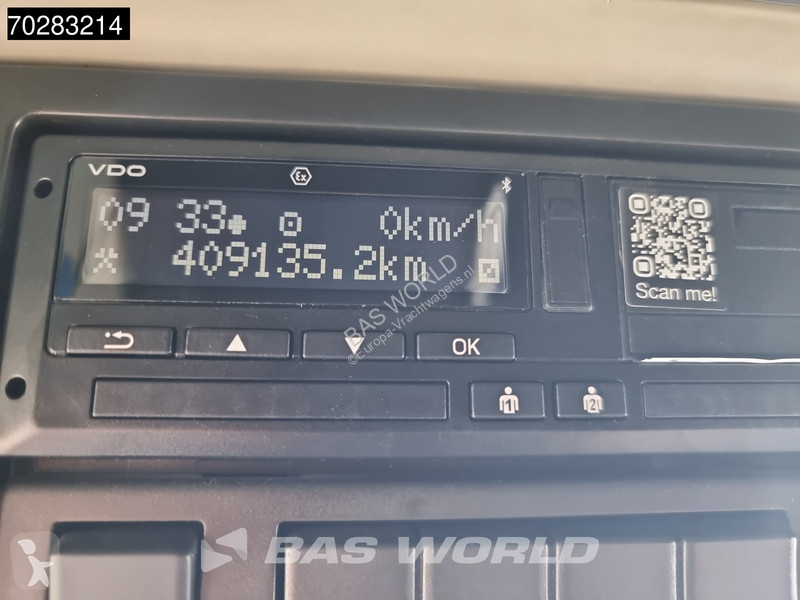 70283214
VDO
Ex
09 33 0km/h
409135.2km
Scan me!
OK
1 2
BAS WORLD
©Europa-Vrachtwagens.nl
BAS WORLD